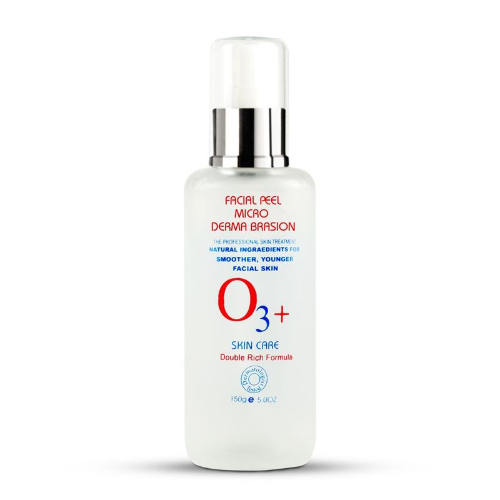 FACIAL PEEL
MICRO
DERMA BRASION
THE-PROFESSIONAL SKIN TREATMENT
NATURAL INGRAEDIENTS FOR
SMOOTHER, YOUNGER
FACIAL SKIN
O3+
SKIN CARE
Double Rich Formula
150g e 5.0OZ